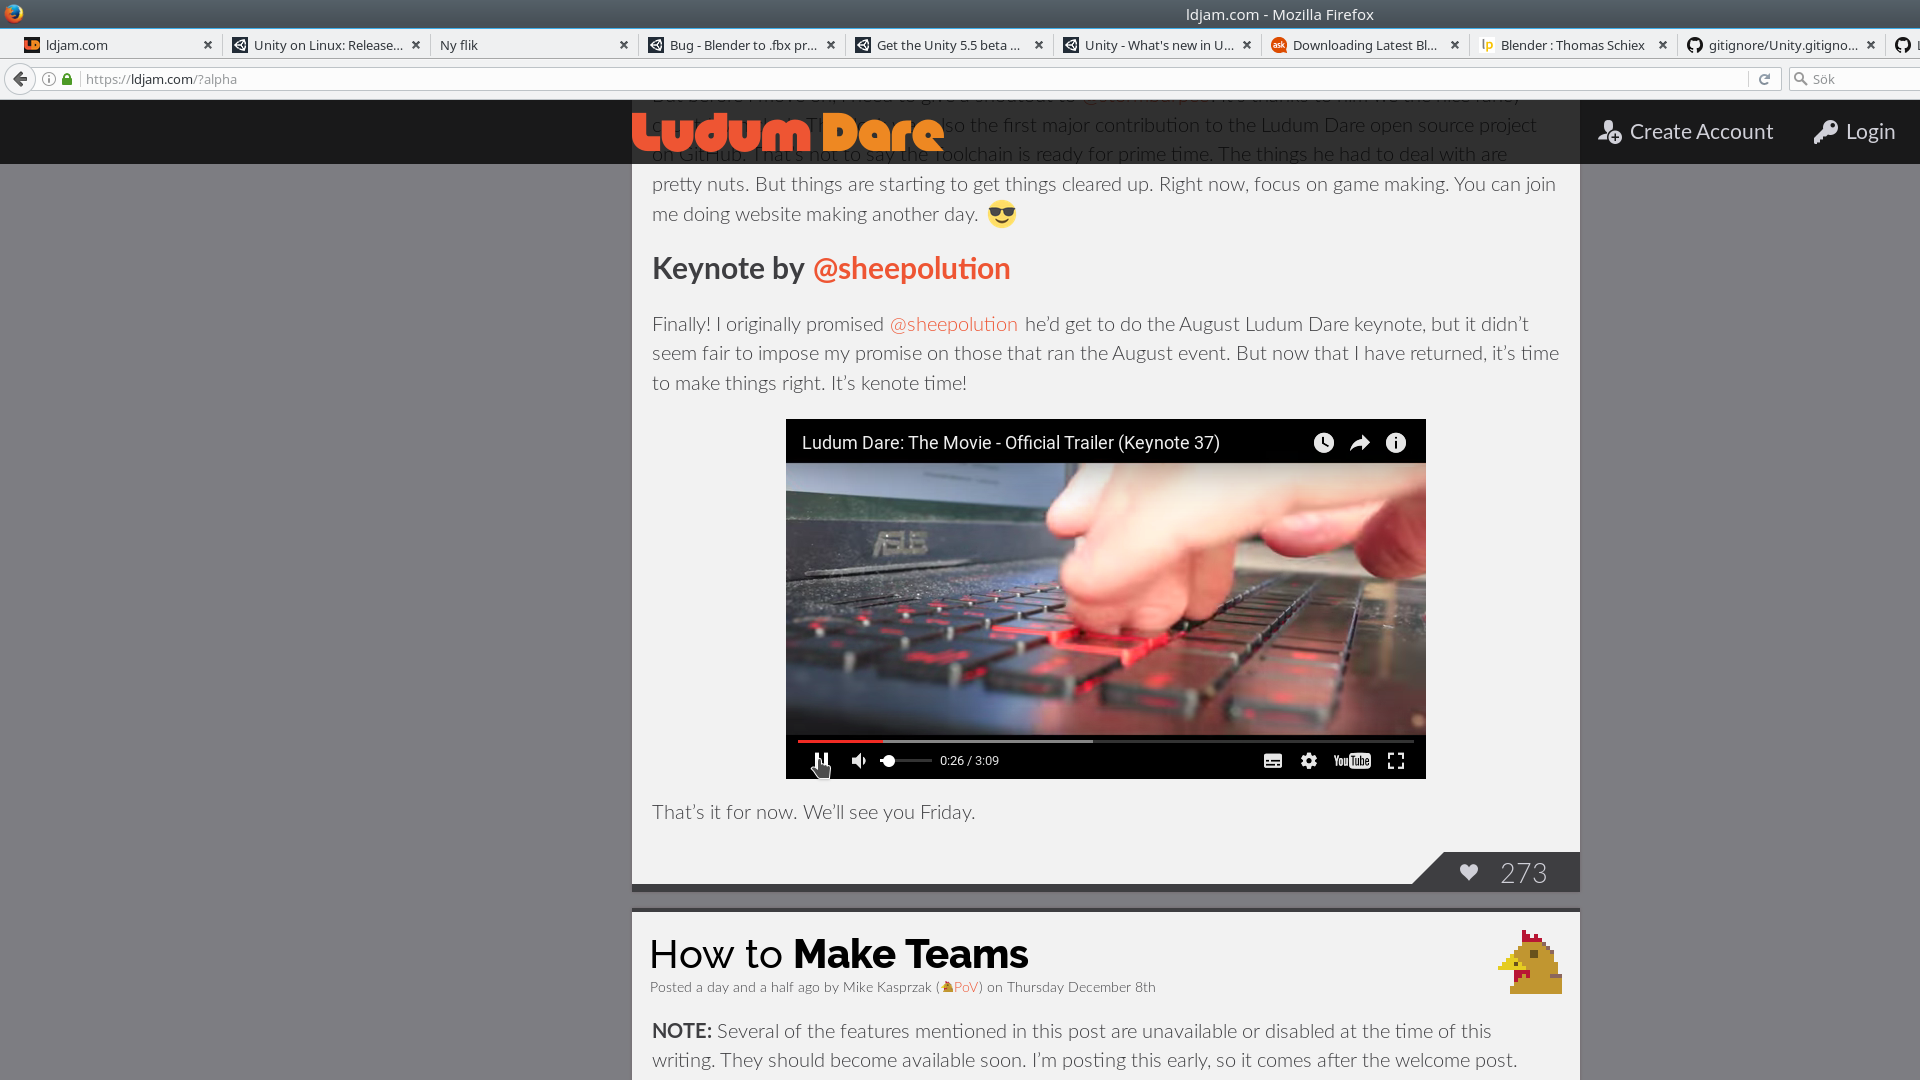 ldjam.com - Mozilla Firefox
ldjam.com
Unity on Linux: Release...
Ny flik
Bug - Blender to .fbx pr...
Get the Unity 5.5 beta ...
Unity - What's new in U...
Downloading Latest Bl...
Blender : Thomas Schiex
gitignore/Unity.gitigno...
https://ldjam.com/?alpha
Sök
Ludum Dare
Create Account
Login
also the first major contribution to the Ludum Dare open source project
on GitHub. That's not to say the Toolchain is ready for prime time. The things he had to deal with are
pretty nuts. But things are starting to get things cleared up. Right now, focus on game making. You can join
me doing website making another day.
Keynote by @sheepolution
Finally! I originally promised @sheepolution he'd get to do the August Ludum Dare keynote, but it didn't
seem fair to impose my promise on those that ran the August event. But now that I have returned, it's time
to make things right. It's kenote time!
Ludum Dare: The Movie - Official Trailer (Keynote 37)
ASUS
0:26 / 3:09
YouTube
That's it for now. We'll see you Friday.
273
How to Make Teams
Posted a day and a half ago by Mike Kasprzak (PoV) on Thursday December 8th
NOTE: Several of the features mentioned in this post are unavailable or disabled at the time of this
writing. They should become available soon. I'm posting this early, so it comes after the welcome post.